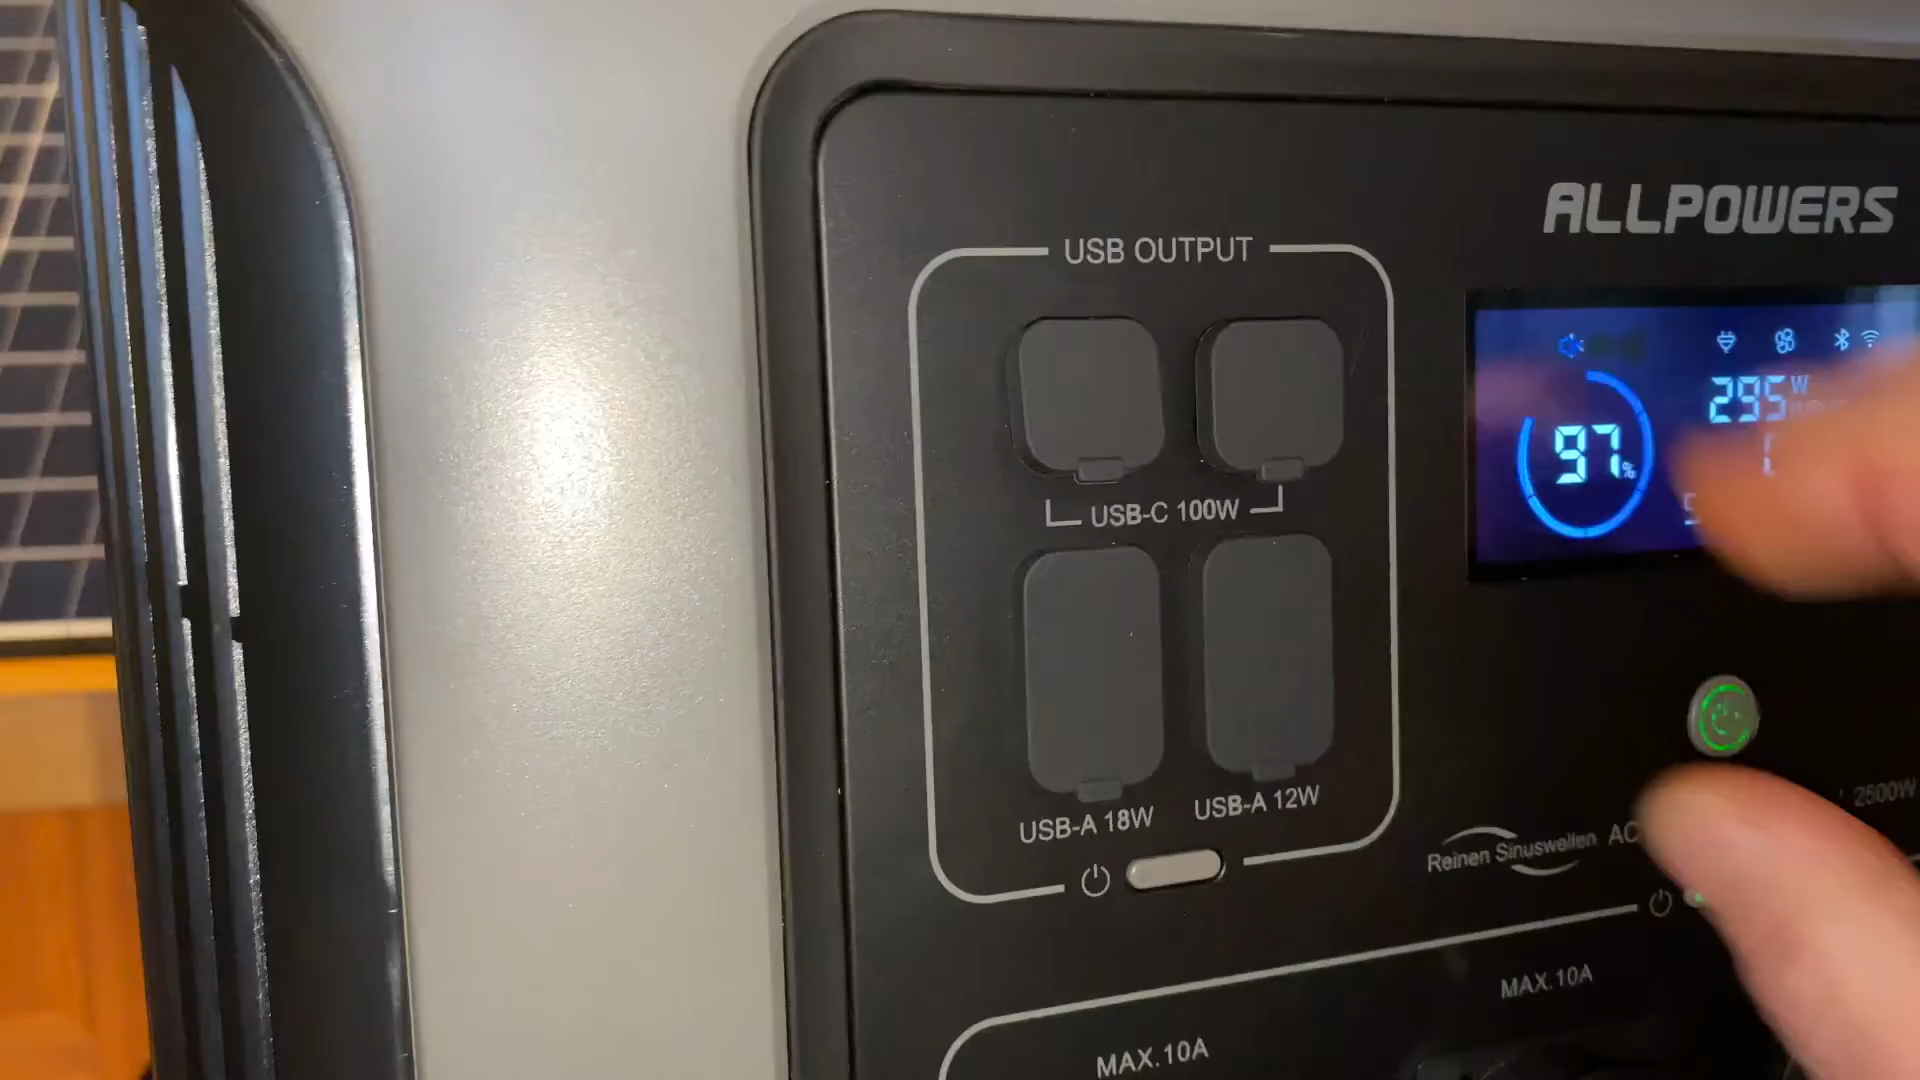 ALLPOWERS
USB OUTPUT
295W
97%
USB-C 100W
USB-A 18W
USB-A 12W
2500W
Reinen Sinuswellen AC
MAX.10A
MAX.10A